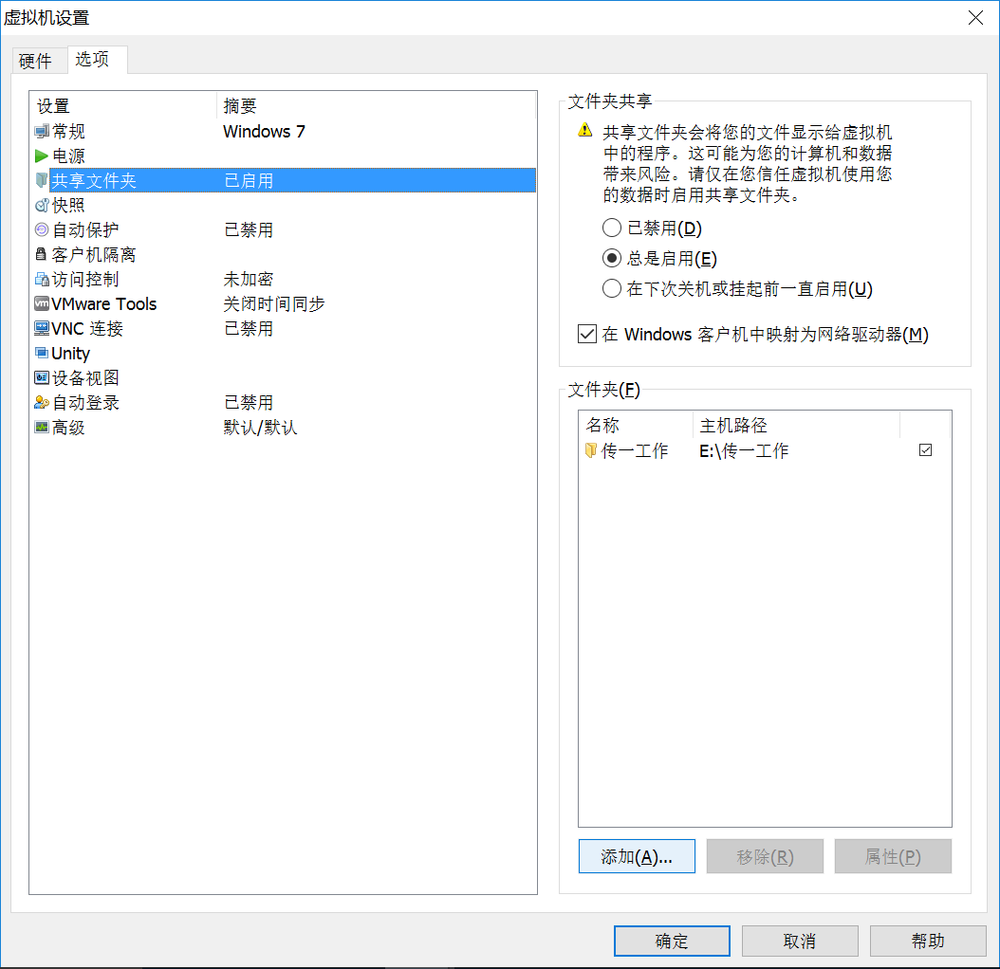 虚拟机设置
硬件 选项
设置 摘要
常规 Windows 7
电源
共享文件夹 已启用
快照
自动保护 已禁用
客户机隔离
访问控制 未加密
VMware Tools 关闭时间同步
VNC 连接 已禁用
Unity
设备视图
自动登录 已禁用
高级 默认/默认
文件夹共享
共享文件夹会将您的文件显示给虚拟机
中的程序。这可能为您的计算机和数据
带来风险。请仅在您信任虚拟机使用您
的数据时启用共享文件夹。
已禁用(D)
总是启用(E)
在下次关机或挂起前一直启用(U)
在 Windows 客户机中映射为网络驱动器(M)
文件夹(F)
名称 主机路径
传一工作 E:\传一工作
添加(A)... 移除(R) 属性(P)
确定 取消 帮助